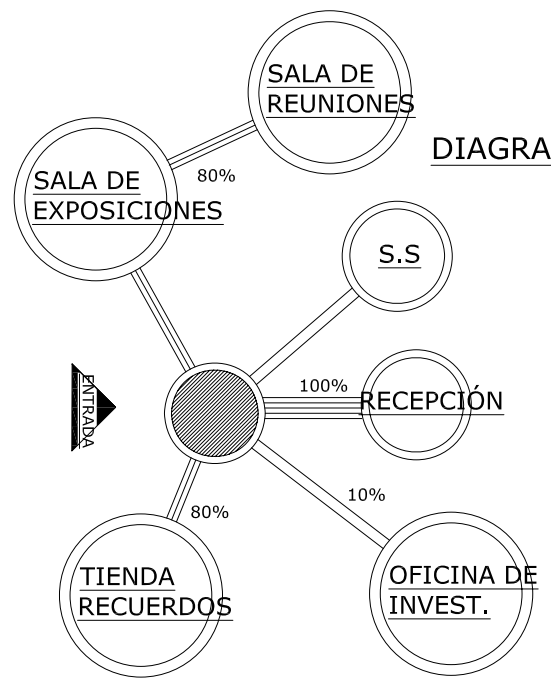 SALA DE
REUNIONES
DIAGRA
80%
SALA DE
EXPOSICIONES
S.S
100%
RECEPCIÓN
ENTRADA
10%
80%
TIENDA
RECUERDOS
OFICINA DE
INVEST.